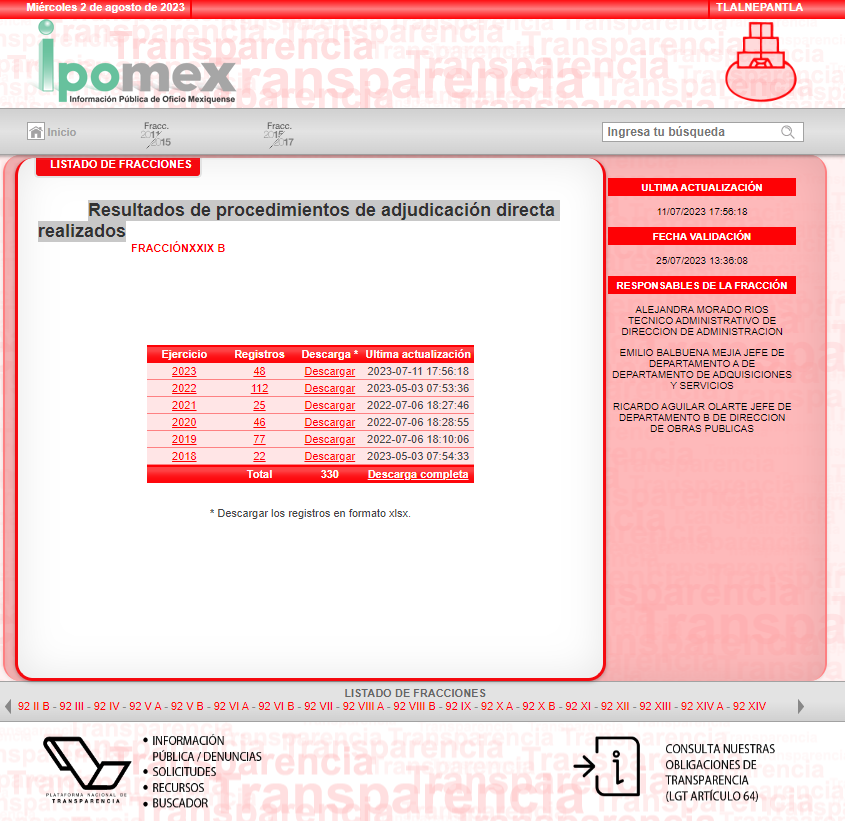 Miércoles 2 de agosto de 2023
TLALNEPANTLA
ipomex
Información Pública de Oficio Mexiquense
Inicio
Fracc.
2015
Fracc.
2017
Ingresa tu búsqueda
LISTADO DE FRACCIONES
Resultados de procedimientos de adjudicación directa
realizados
FRACCIÓNXXIX B
Ejercicio Registros Descarga * Ultima actualización
2023 48 Descargar 2023-07-11 17:56:18
2022 112 Descargar 2023-05-03 07:53:36
2021 25 Descargar 2022-07-06 18:27:46
2020 46 Descargar 2022-07-06 18:28:55
2019 77 Descargar 2022-07-06 18:10:06
2018 22 Descargar 2023-05-03 07:54:33
Total 330 Descarga completa
* Descargar los registros en formato xlsx.
ULTIMA ACTUALIZACIÓN
11/07/2023 17:56:18
FECHA VALIDACIÓN
25/07/2023 13:36:08
RESPONSABLES DE LA FRACCIÓN
ALEJANDRA MORADO RIOS
TECNICO ADMINISTRATIVO DE
DIRECCION DE ADMINISTRACION
EMILIO BALBUENA MEJIA JEFE DE
DEPARTAMENTO A DE
DEPARTAMENTO DE ADQUISICIONES
Y SERVICIOS
RICARDO AGUILAR OLARTE JEFE DE
DEPARTAMENTO B DE DIRECCION
DE OBRAS PUBLICAS
LISTADO DE FRACCIONES
92 II B - 92 III - 92 IV - 92 V A - 92 V B - 92 VI A - 92 VI B - 92 VII - 92 VIII A - 92 VIII B - 92 IX - 92 X A - 92 X B - 92 XI - 92 XII - 92 XIII - 92 XIV A - 92 XIV
PLATAFORMA NACIONAL DE
TRANSPARENCIA
• INFORMACIÓN
PÚBLICA / DENUNCIAS
• SOLICITUDES
• RECURSOS
• BUSCADOR
CONSULTA NUESTRAS
OBLIGACIONES DE
TRANSPARENCIA
(LGT ARTÍCULO 64)